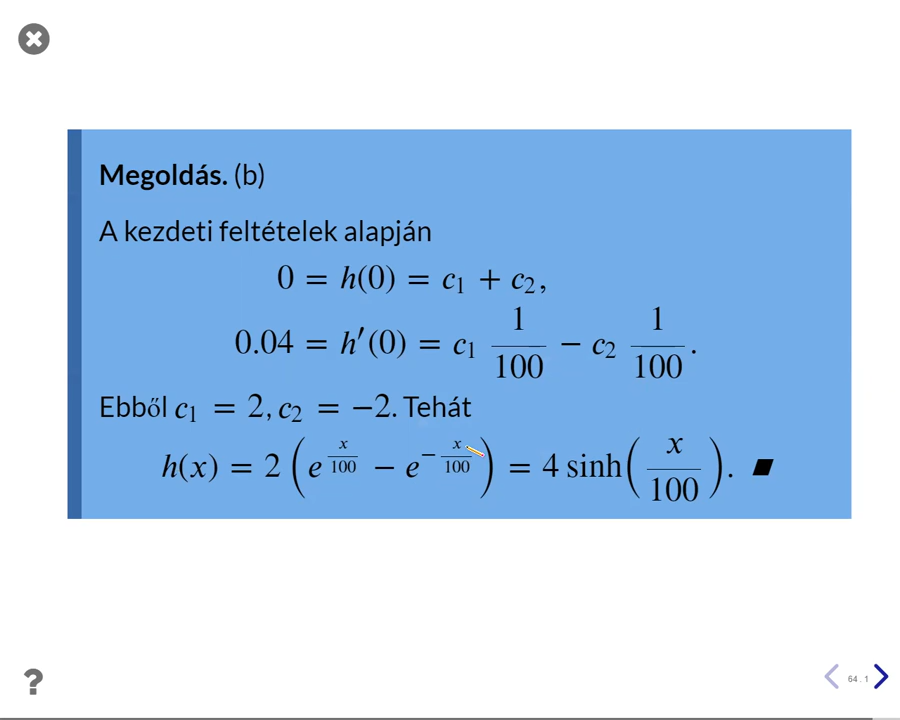 Megoldás. (b)
A kezdeti feltételek alapján
0 = h(0) = c₁ + c₂,
0.04 = h′(0) = c₁ 1/100 − c₂ 1/100.
Ebből c₁ = 2, c₂ = −2. Tehát
h(x) = 2 (e^(x/100) − e^(−x/100)) = 4 sinh(x/100). ▰
?
64 . 1